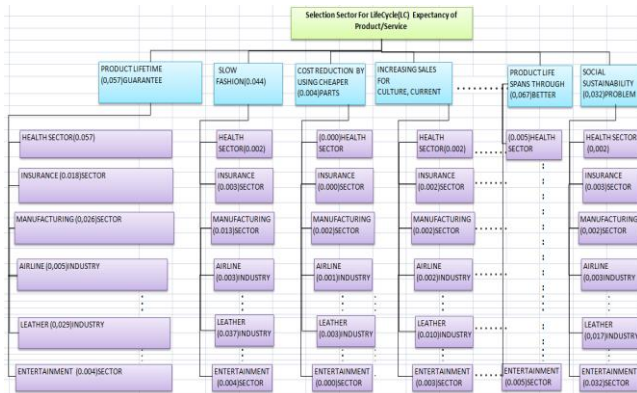 Selection Sector For LifeCycle(LC) Expectancy of
Product/Service
PRODUCT LIFETIME
(0,057)GUARANTEE
SLOW
FASHION(0.044)
COST REDUCTION BY
USING CHEAPER
(0.004)PARTS
INCREASING SALES
FOR
CULTURE, CURRENT
PRODUCT LIFE
SPANS THROUGH
(0,067)BETTER
SOCIAL
SUSTAINABILITY
(0,032)PROBLEM
HEALTH SECTOR(0.057)
HEALTH
SECTOR(0.002)
(0.000)HEALTH
SECTOR
HEALTH
SECTOR(0.002)
(0.005)HEALTH
SECTOR
HEALTH SECTOR
(0,002)
INSURANCE (0.018)SECTOR
INSURANCE
(0.003)SECTOR
INSURANCE
(0.000)SECTOR
INSURANCE
(0.002)SECTOR
INSURANCE
(0.003)SECTOR
MANUFACTURING (0,026)SECTOR
MANUFACTURING
(0.013)SECTOR
MANUFACTURING
(0.002)SECTOR
MANUFACTURING
(0.002)SECTOR
MANUFACTURING
(0,002)SECTOR
AIRLINE (0,005)INDUSTRY
AIRLINE
(0.003)INDUSTRY
AIRLINE
(0.001)INDUSTRY
AIRLINE
(0.002)INDUSTRY
AIRLINE
(0,003)INDUSTRY
LEATHER (0,029)INDUSTRY
LEATHER
(0.037)INDUSTRY
LEATHER
(0.003)INDUSTRY
LEATHER
(0.010)INDUSTRY
LEATHER
(0,017)INDUSTRY
ENTERTAINMENT (0.004)SECTOR
ENTERTAINMENT
(0.004)SECTOR
ENTERTAINMENT
(0.000)SECTOR
ENTERTAINMENT
(0.003)SECTOR
ENTERTAINMENT
(0.005)SECTOR
ENTERTAINMENT
(0.032)SECTOR